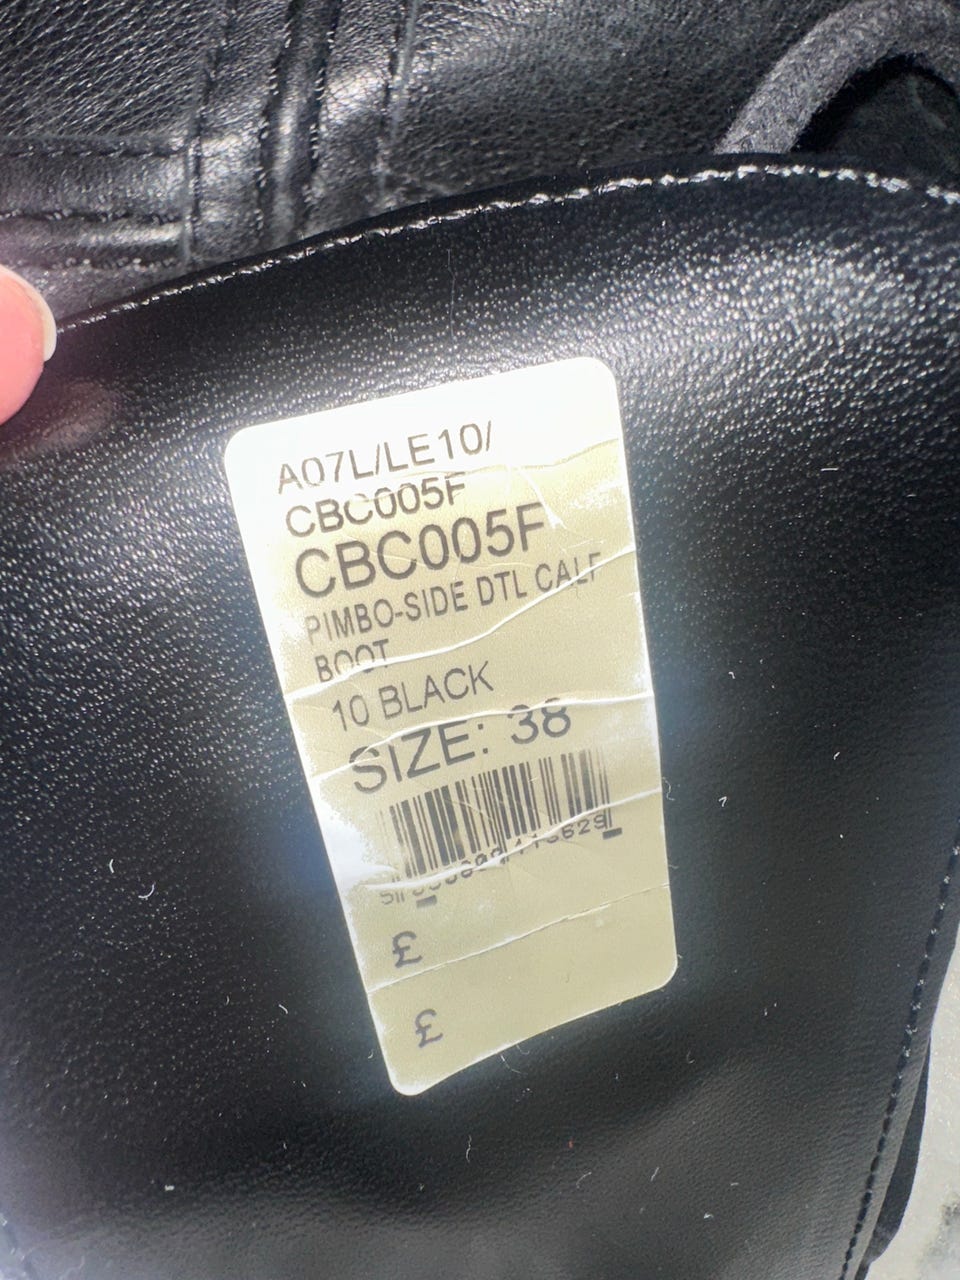 A07L/LE10/
CBC005F
CBC005F
PIMBO-SIDE DTL CALF
BOOT
10 BLACK
SIZE: 38
£
£